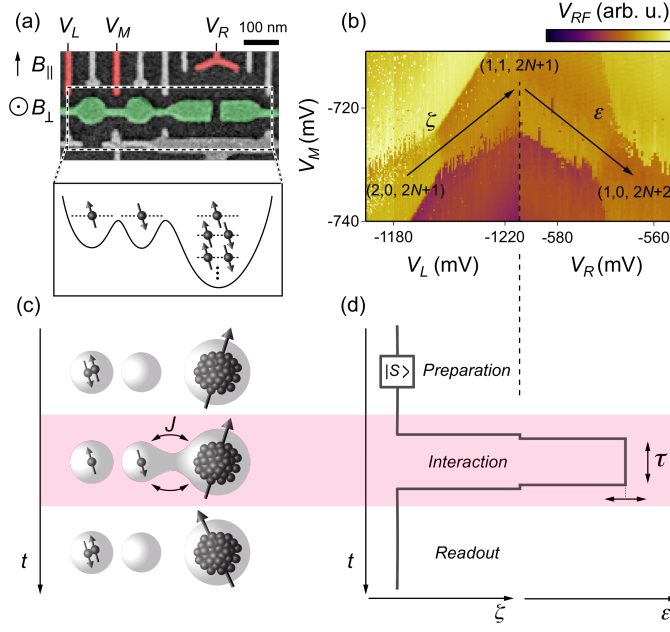 (a)
V_L V_M V_R 100 nm
B_∥
B_⊥
(b)
V_RF (arb. u.)
(1,1, 2N+1)
ζ
ε
(2,0, 2N+1)
(1,0, 2N+2)
V_M (mV)
-720
-740
-1180 -1220 -580 -560
V_L (mV) V_R (mV)
(c)
J
t
(d)
|S>
Preparation
Interaction
τ
Readout
t
ζ
ε